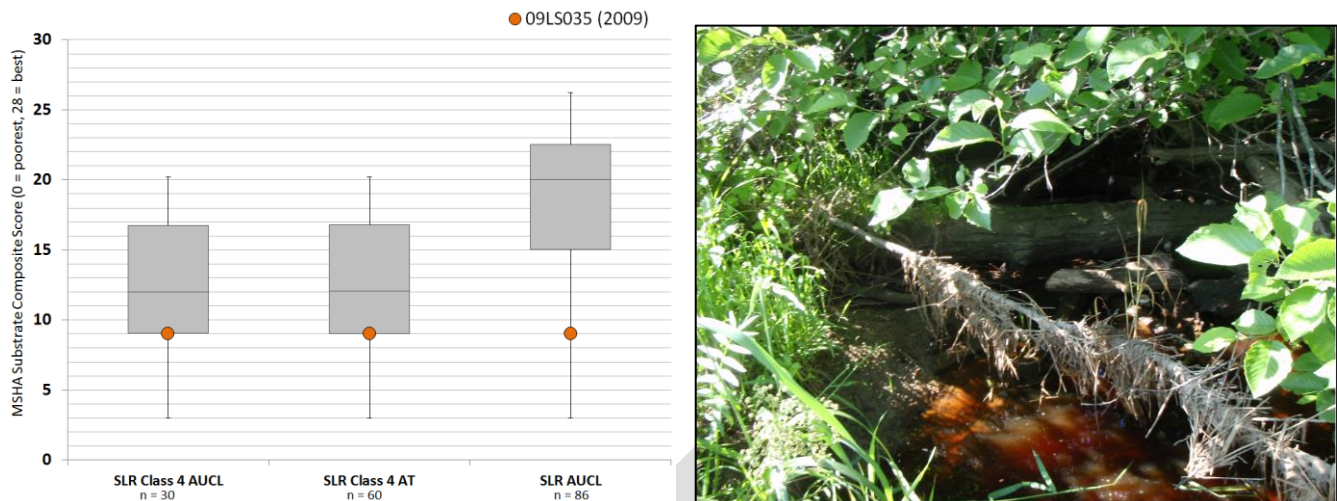 09LS035 (2009)
MSHA Substrate Composite Score (0 = poorest, 28 = best)
30
25
20
15
10
5
0
SLR Class 4 AUCL
n = 30
SLR Class 4 AT
n = 60
SLR AUCL
n = 86